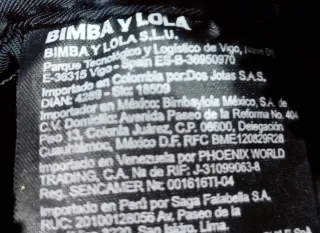 BIMBA Y LOLA
BIMBA Y LOLA S.L.U.
Parque Tecnológico y Logístico de Vigo,
E-36315 Vigo - Spain ES-B-36950970
Importado en Colombia por:Dos Jotas S.A.S.
DIAN: 4289 - Sic: 18509
Importador en México: Bimbaylola México, S.A. de
C.V. Domicilio: Avenida Paseo de la Reforma No. 404
Piso 13, Colonia Juárez, C.P. 06600, Delegación
Cuauhtémoc, México D.F. RFC BME120829R28
Importado en Venezuela por PHOENIX WORLD
TRADING, C.A. Na de RIF: J-31099063-8
Reg. SENCAMER Nº: 001616TI-04
Importado en Perú por Saga Falabella S.A.
RUC: 20100128056 Av. Paseo de la
3220, San Isidro, Lima.